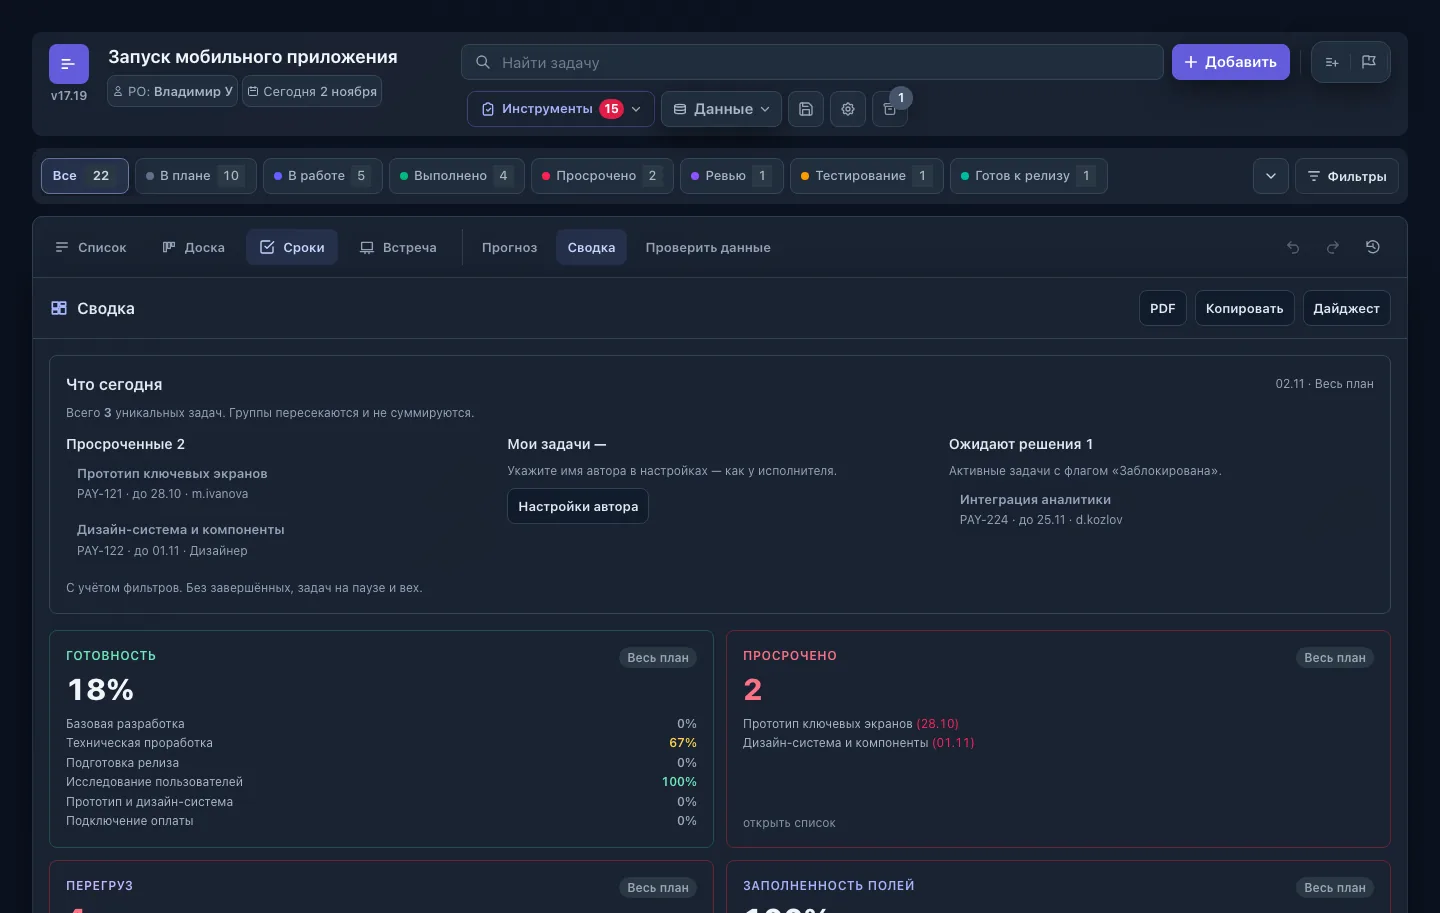 Запуск мобильного приложения
v17.19
PO: Владимир У
Сегодня 2 ноября
Найти задачу
Добавить
Инструменты 15
Данные
1
Все 22
В плане 10
В работе 5
Выполнено 4
Просрочено 2
Ревью 1
Тестирование 1
Готов к релизу 1
Фильтры
Список
Доска
Сроки
Встреча
Прогноз
Сводка
Проверить данные
Сводка
PDF
Копировать
Дайджест
Что сегодня
02.11 · Весь план
Всего 3 уникальных задач. Группы пересекаются и не суммируются.
Просроченные 2
Прототип ключевых экранов
PAY-121 · до 28.10 · m.ivanova
Дизайн-система и компоненты
PAY-122 · до 01.11 · Дизайнер
Мои задачи —
Укажите имя автора в настройках — как у исполнителя.
Настройки автора
Ожидают решения 1
Активные задачи с флагом «Заблокирована».
Интеграция аналитики
PAY-224 · до 25.11 · d.kozlov
С учётом фильтров. Без завершённых, задач на паузе и вех.
ГОТОВНОСТЬ
Весь план
18%
Базовая разработка 0%
Техническая проработка 67%
Подготовка релиза 0%
Исследование пользователей 100%
Прототип и дизайн-система 0%
Подключение оплаты 0%
ПРОСРОЧЕНО
Весь план
2
Прототип ключевых экранов (28.10)
Дизайн-система и компоненты (01.11)
открыть список
ПЕРЕГРУЗ
Весь план
ЗАПОЛНЕННОСТЬ ПОЛЕЙ
Весь план